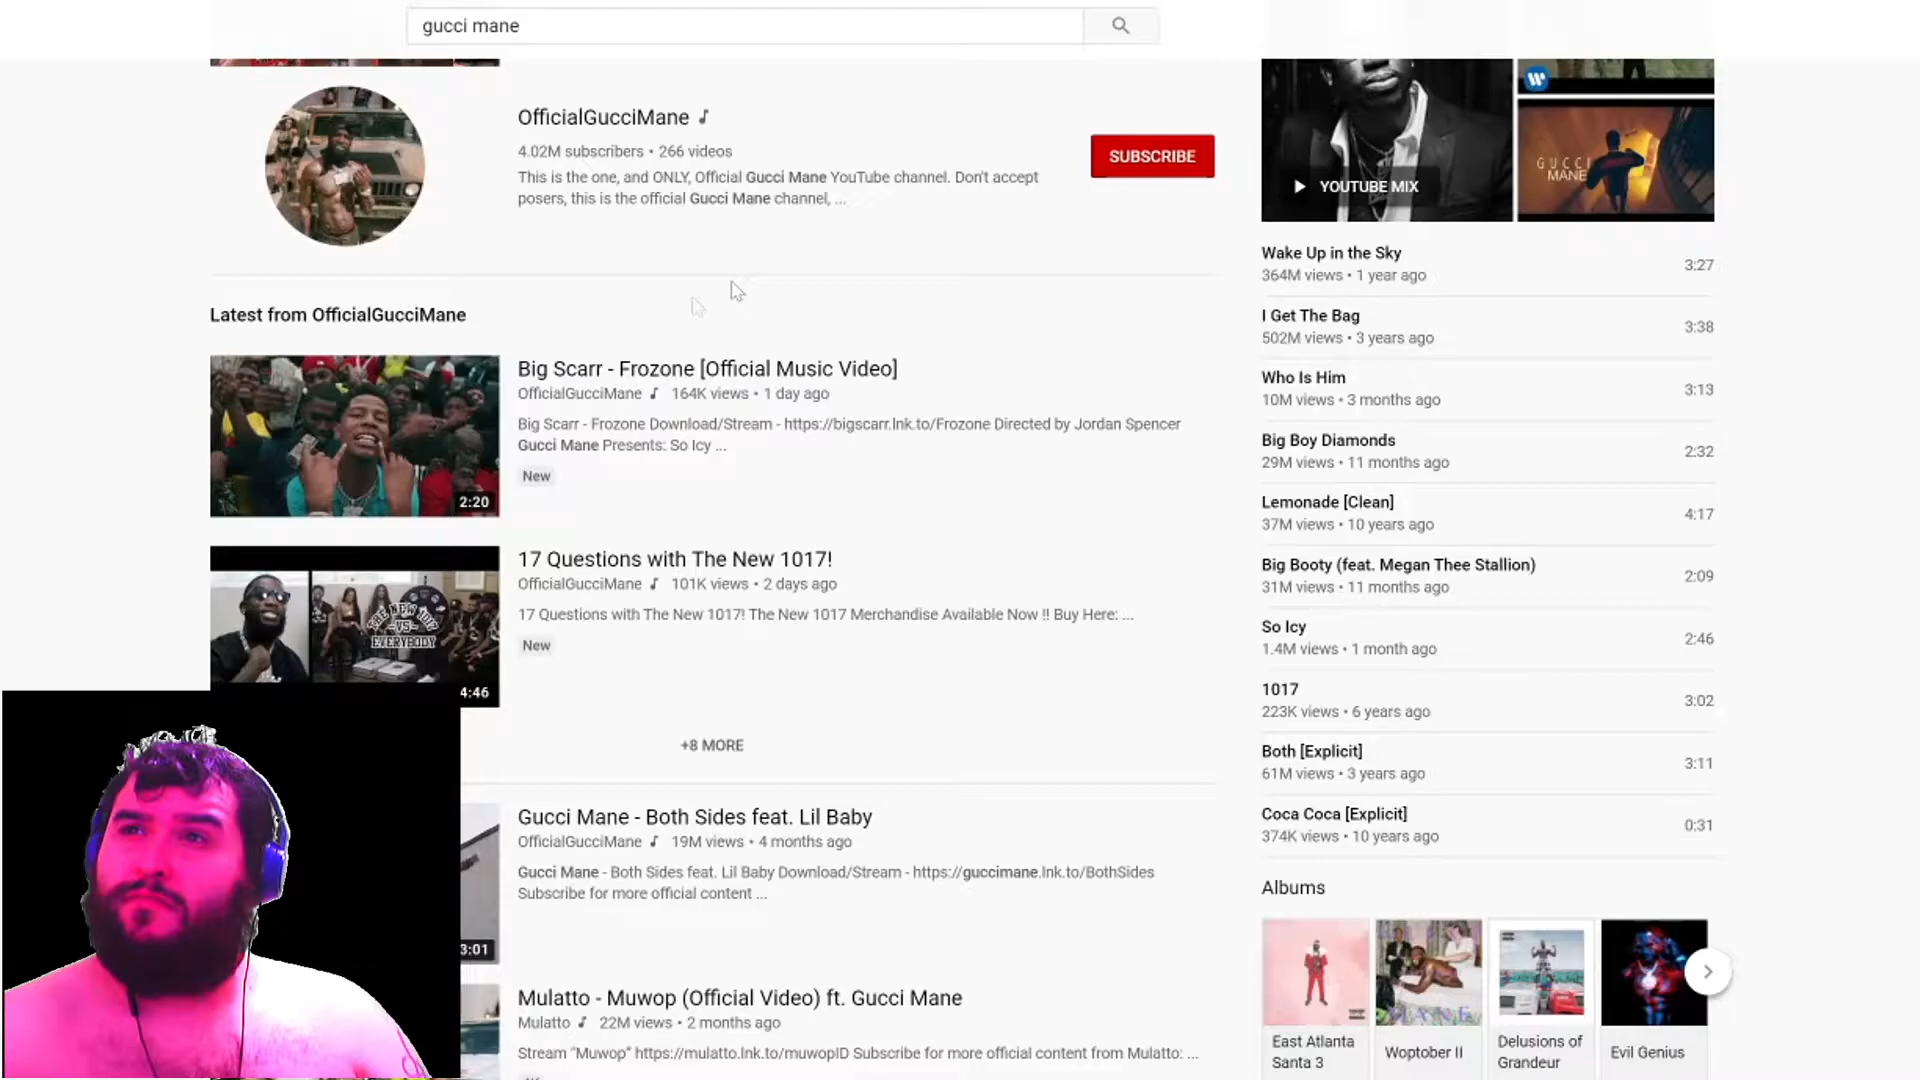 gucci mane
OfficialGucciMane
4.02M subscribers • 266 videos
This is the one, and ONLY, Official Gucci Mane YouTube channel. Don't accept
posers, this is the official Gucci Mane channel, ...
SUBSCRIBE
Latest from OfficialGucciMane
Big Scarr - Frozone [Official Music Video]
OfficialGucciMane 164K views • 1 day ago
Big Scarr - Frozone Download/Stream - https://bigscarr.lnk.to/Frozone Directed by Jordan Spencer
Gucci Mane Presents: So Icy ...
New
2:20
17 Questions with The New 1017!
OfficialGucciMane 101K views • 2 days ago
17 Questions with The New 1017! The New 1017 Merchandise Available Now !! Buy Here: ...
New
THE NEW 1017
-VS-
EVERYBODY
4:46
+8 MORE
Gucci Mane - Both Sides feat. Lil Baby
OfficialGucciMane 19M views • 4 months ago
Gucci Mane - Both Sides feat. Lil Baby Download/Stream - https://guccimane.lnk.to/BothSides
Subscribe for more official content ...
3:01
Mulatto - Muwop (Official Video) ft. Gucci Mane
Mulatto 22M views • 2 months ago
Stream "Muwop" https://mulatto.lnk.to/muwopID Subscribe for more official content from Mulatto: ...
YOUTUBE MIX
GUCCI
MANE
Wake Up in the Sky
364M views • 1 year ago
3:27
I Get The Bag
502M views • 3 years ago
3:38
Who Is Him
10M views • 3 months ago
3:13
Big Boy Diamonds
29M views • 11 months ago
2:32
Lemonade [Clean]
37M views • 10 years ago
4:17
Big Booty (feat. Megan Thee Stallion)
31M views • 11 months ago
2:09
So Icy
1.4M views • 1 month ago
2:46
1017
223K views • 6 years ago
3:02
Both [Explicit]
61M views • 3 years ago
3:11
Coca Coca [Explicit]
374K views • 10 years ago
0:31
Albums
East Atlanta
Santa 3
Woptober II
Delusions of
Grandeur
Evil Genius